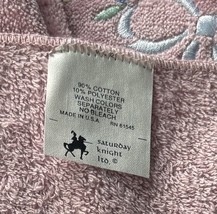 90% COTTON
10% POLYESTER
WASH COLORS
SEPARATELY
NO BLEACH
MADE IN U.S.A. RN 61545
saturday
knight
ltd.©